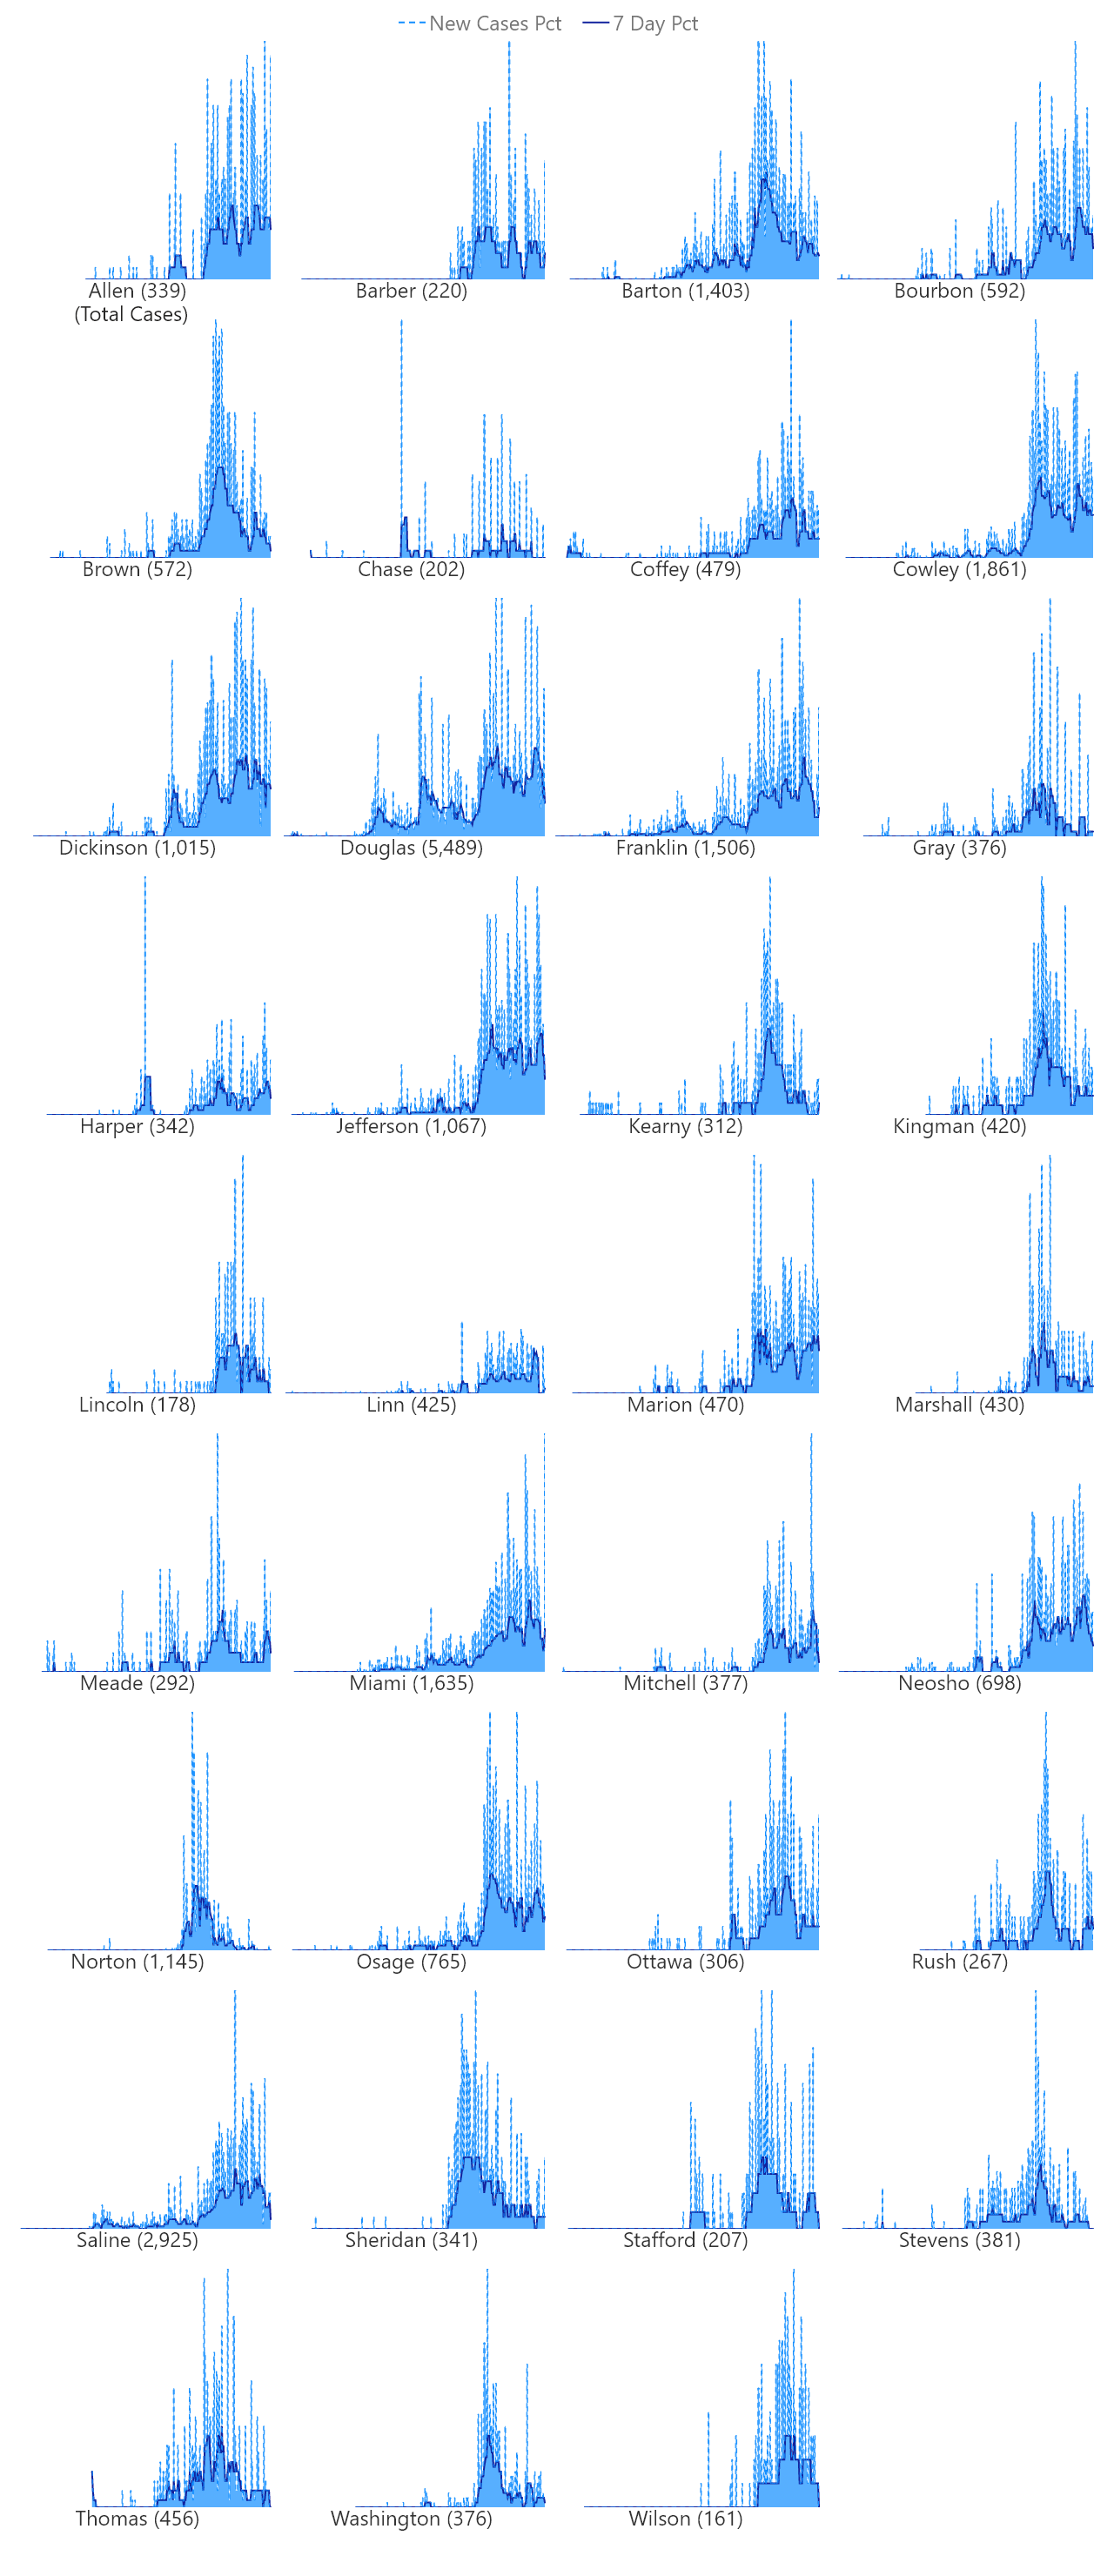 New Cases Pct 7 Day Pct
Allen (339) Barber (220) Barton (1,403) Bourbon (592)
(Total Cases)
Brown (572) Chase (202) Coffey (479) Cowley (1,861)
Dickinson (1,015) Douglas (5,489) Franklin (1,506) Gray (376)
Harper (342) Jefferson (1,067) Kearny (312) Kingman (420)
Lincoln (178) Linn (425) Marion (470) Marshall (430)
Meade (292) Miami (1,635) Mitchell (377) Neosho (698)
Norton (1,145) Osage (765) Ottawa (306) Rush (267)
Saline (2,925) Sheridan (341) Stafford (207) Stevens (381)
Thomas (456) Washington (376) Wilson (161)